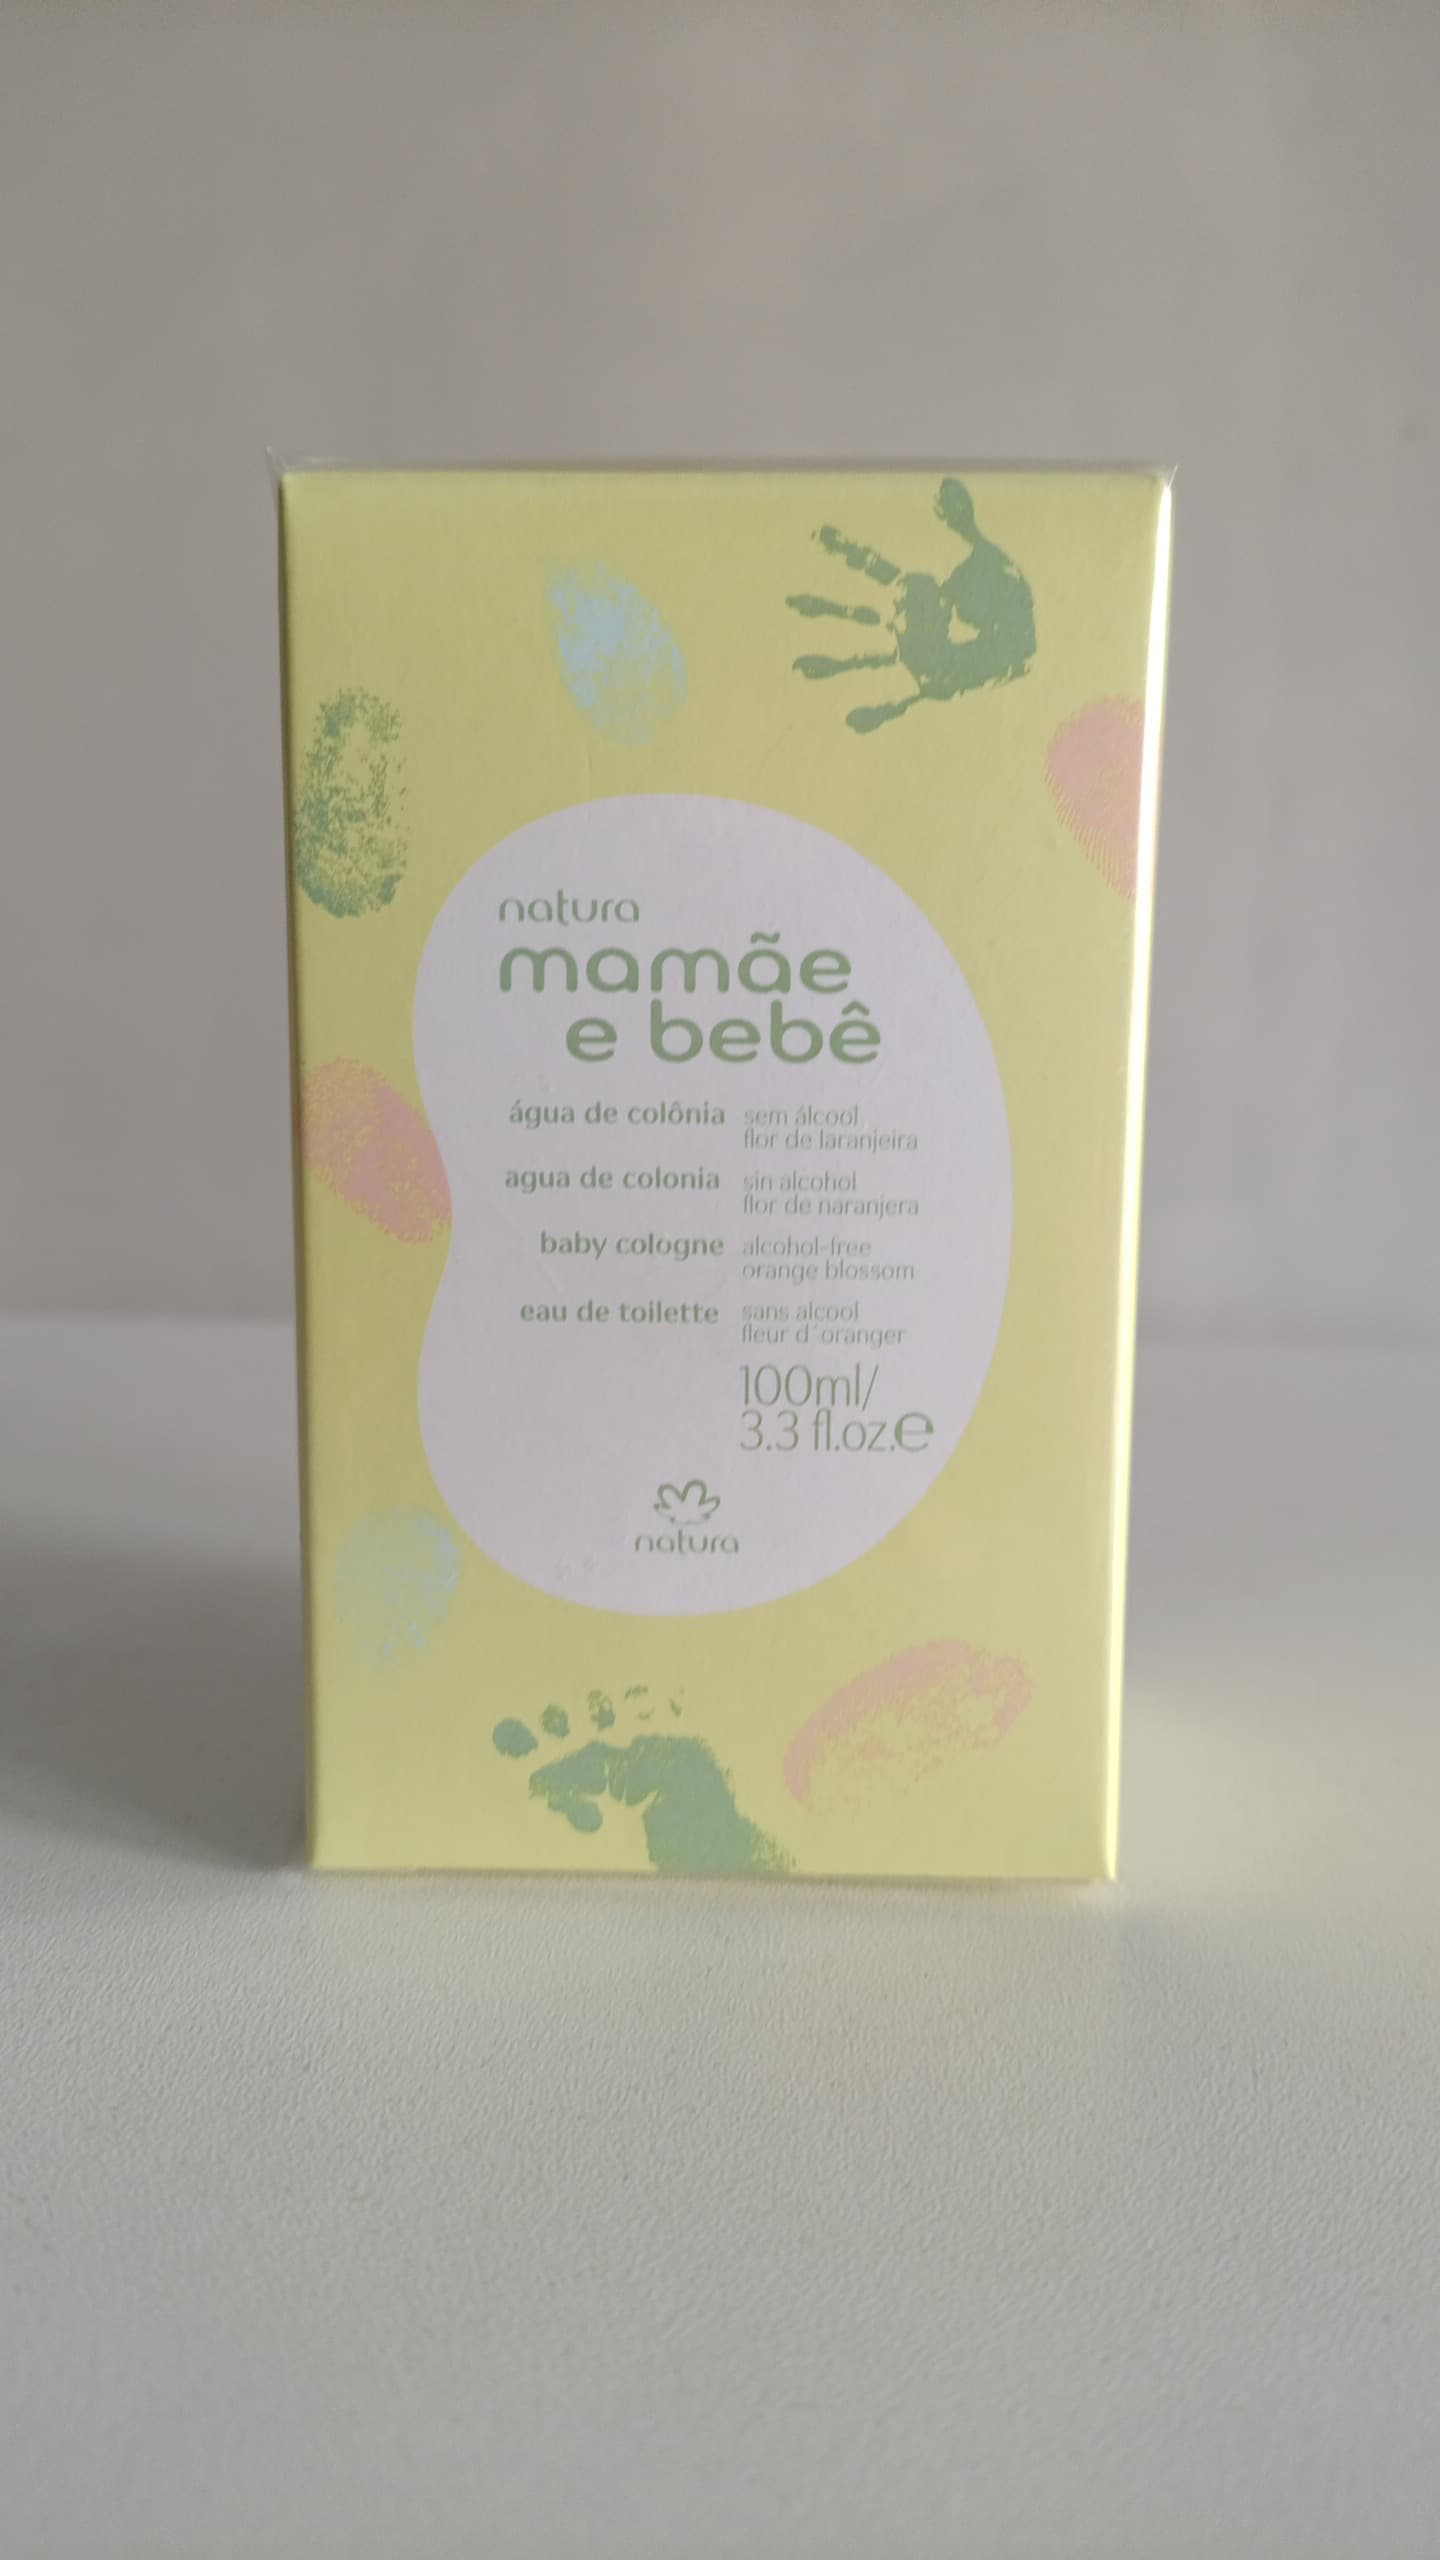 natura
mamãe
e bebê
água de colônia sem álcool
flor de laranjeira
agua de colonia sin alcohol
flor de naranjera
baby cologne alcohol-free
orange blossom
eau de toilette sans alcool
fleur d´oranger
100ml/
3.3 fl.oz.e
natura